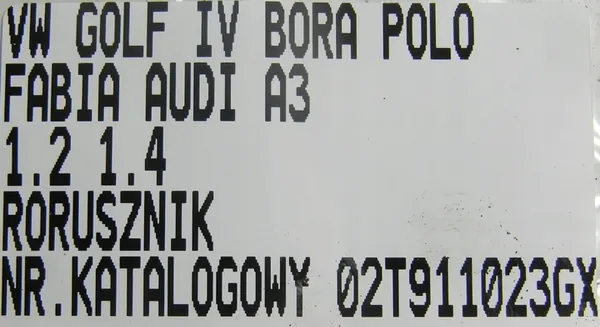 VW GOLF IV BORA POLO
FABIA AUDI A3
1.2 1.4
RORUSZNIK
NR.KATALOGOWY 02T911023GX